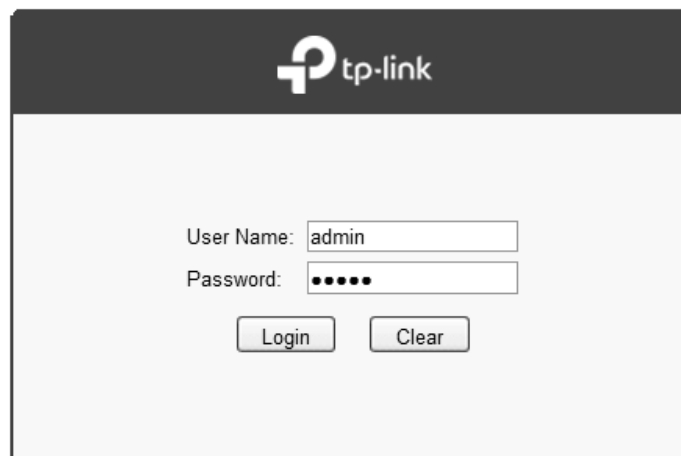 tp-link
User Name: admin
Password: •••••
Login Clear